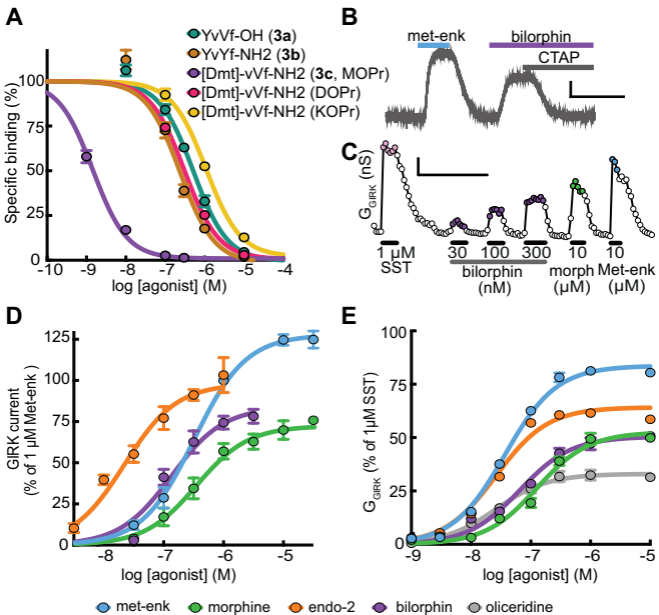 A
YvVf-OH (3a)
YvYf-NH2 (3b)
[Dmt]-vVf-NH2 (3c, MOPr)
[Dmt]-vVf-NH2 (DOPr)
[Dmt]-vVf-NH2 (KOPr)
Specific binding (%)
100
75
50
25
0
-10 -9 -8 -7 -6 -5 -4
log [agonist] (M)
B
met-enk bilorphin
CTAP
C
G_GIRK (nS)
1 µM
SST
30 100 300
bilorphin
(nM)
10
morph
(µM)
10
Met-enk
(µM)
D
GIRK current
(% of 1 µM Met-enk )
125
100
75
50
25
0
-8 -7 -6 -5
log [agonist] (M)
E
G_GIRK (% of 1µM SST)
100
75
50
25
0
-9 -8 -7 -6 -5
log [agonist] (M)
met-enk morphine endo-2 bilorphin oliceridine